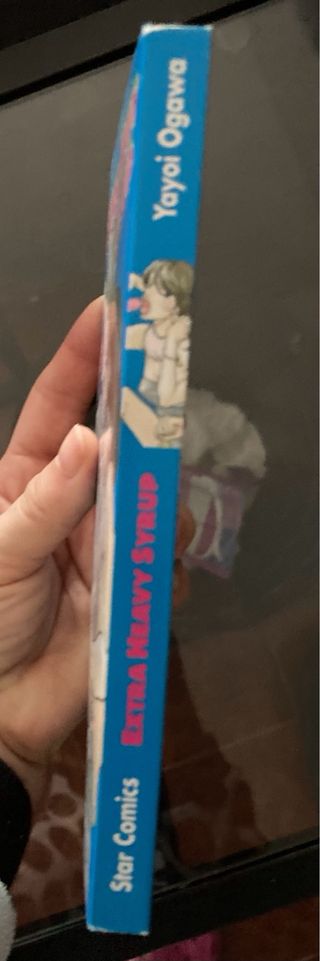 Yayoi Ogawa
EXTRA HEAVY SYRUP
Star Comics